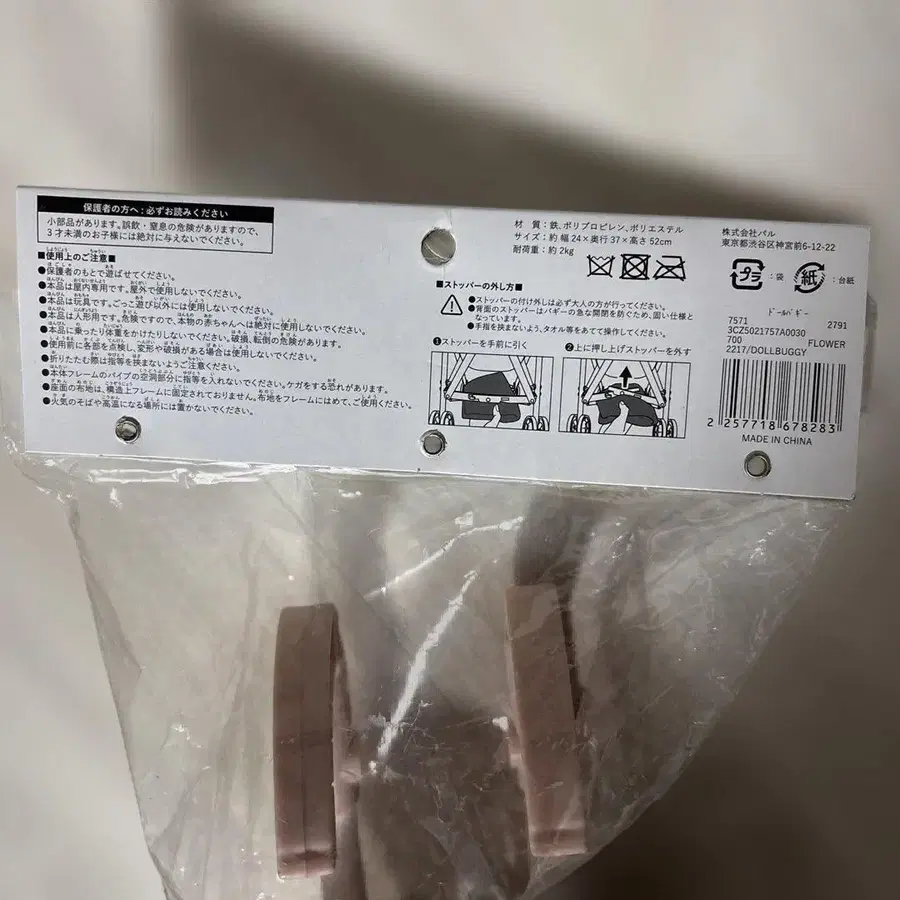 保護者の方へ：必ずお読みください
小部品があります。誤飲・窒息の危険がありますので、
3才未満のお子様には絶対に与えないでください。
■使用上のご注意■
●保護者のもとで遊ばせてください。
●本品は屋内専用です。屋外で使用しないでください。
●本品は玩具です。ごっこ遊び以外には使用しないでください。
●本品は人形用です。危険ですので、本物の赤ちゃんへは絶対に使用しないでください。
●本品に乗ったり体重をかけたりしないでください。破損、転倒の危険があります。
●使用前に各部を点検し、変形や破損がある場合は使用しないでください。
●折りたたむ際は指等を挟まないようご注意ください。
●本体フレームのパイプの空洞部分に指等を入れないでください。ケガをする恐れがあります。
●座面の布地は、構造上フレームに固定されておりません。布地をフレームにはめて、ご使用ください。
●火気のそばや高温になる場所には置かないでください。
材 質：鉄、ポリプロピレン、ポリエステル
サイズ：約 幅 24×奥行 37×高さ 52cm
耐荷重：約 2kg
■ストッパーの外し方■
●ストッパーの付け外しは必ず大人の方が行ってください。
●背面のストッパーはバギーの急な開閉を防ぐため、固い仕様となっております。
●手指を挟まないよう、タオル等をあてて操作してください。
❶ストッパーを手前に引く
❷上に押し上げストッパーを外す
株式会社パル
東京都渋谷区神宮前6-12-22
プラ：袋
紙：台紙
ドールバギー
7571 2791
3CZ5021757A0030
700 FLOWER
2217/DOLLBUGGY
2 257718 678283
MADE IN CHINA